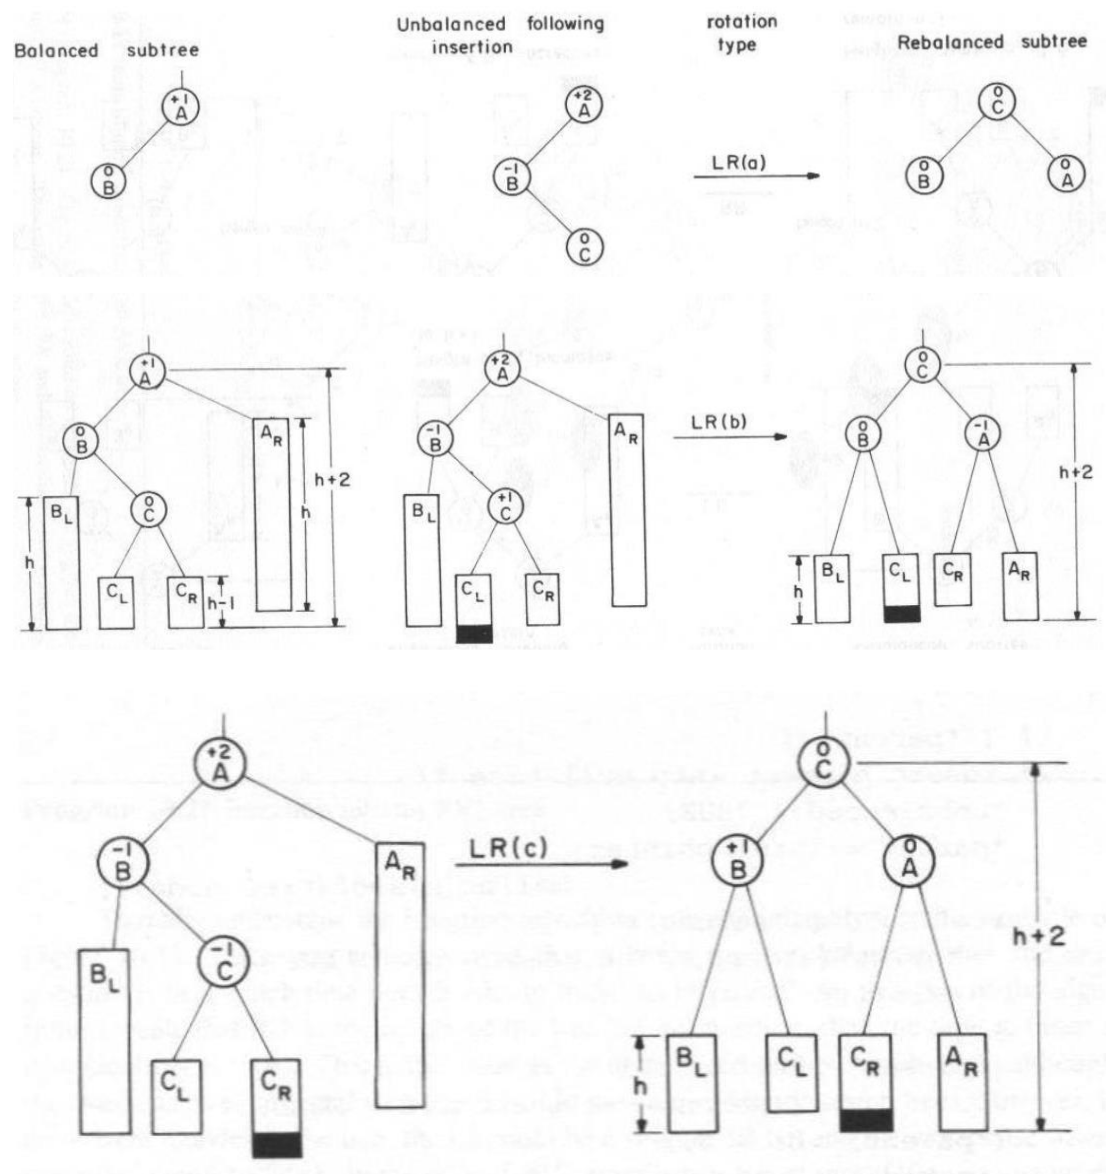 Balanced subtree
Unbalanced following
insertion
rotation
type
Rebalanced subtree
+1
A
0
B
+2
A
-1
B
0
C
LR(a)
0
C
0
B
0
A
+1
A
0
B
0
C
B_L
C_L
C_R
A_R
h
h-1
h
h+2
+2
A
-1
B
+1
C
B_L
C_L
C_R
A_R
LR(b)
0
C
0
B
-1
A
B_L
C_L
C_R
A_R
h
h+2
+2
A
-1
B
-1
C
B_L
C_L
C_R
A_R
LR(c)
0
C
+1
B
0
A
B_L
C_L
C_R
A_R
h
h+2